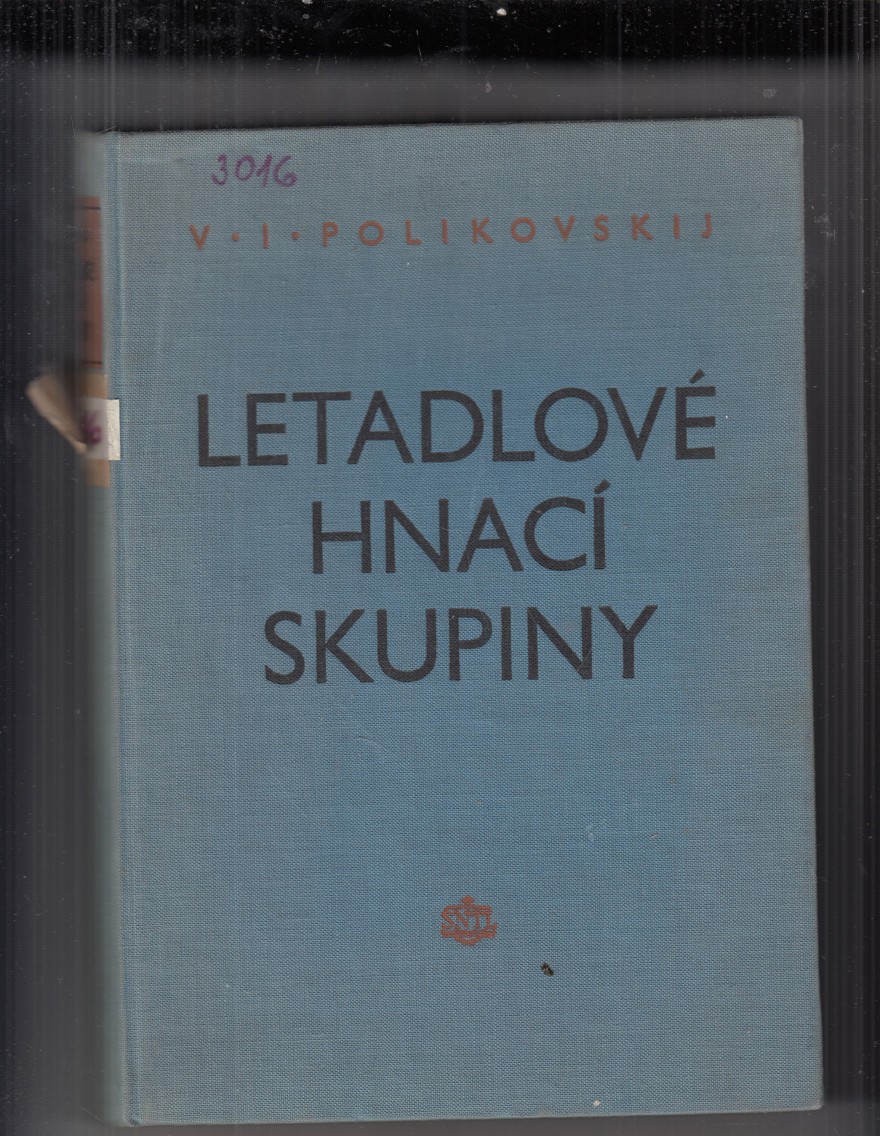 3016
V·I·POLIKOVSKIJ
LETADLOVÉ
HNACÍ
SKUPINY
SNTL